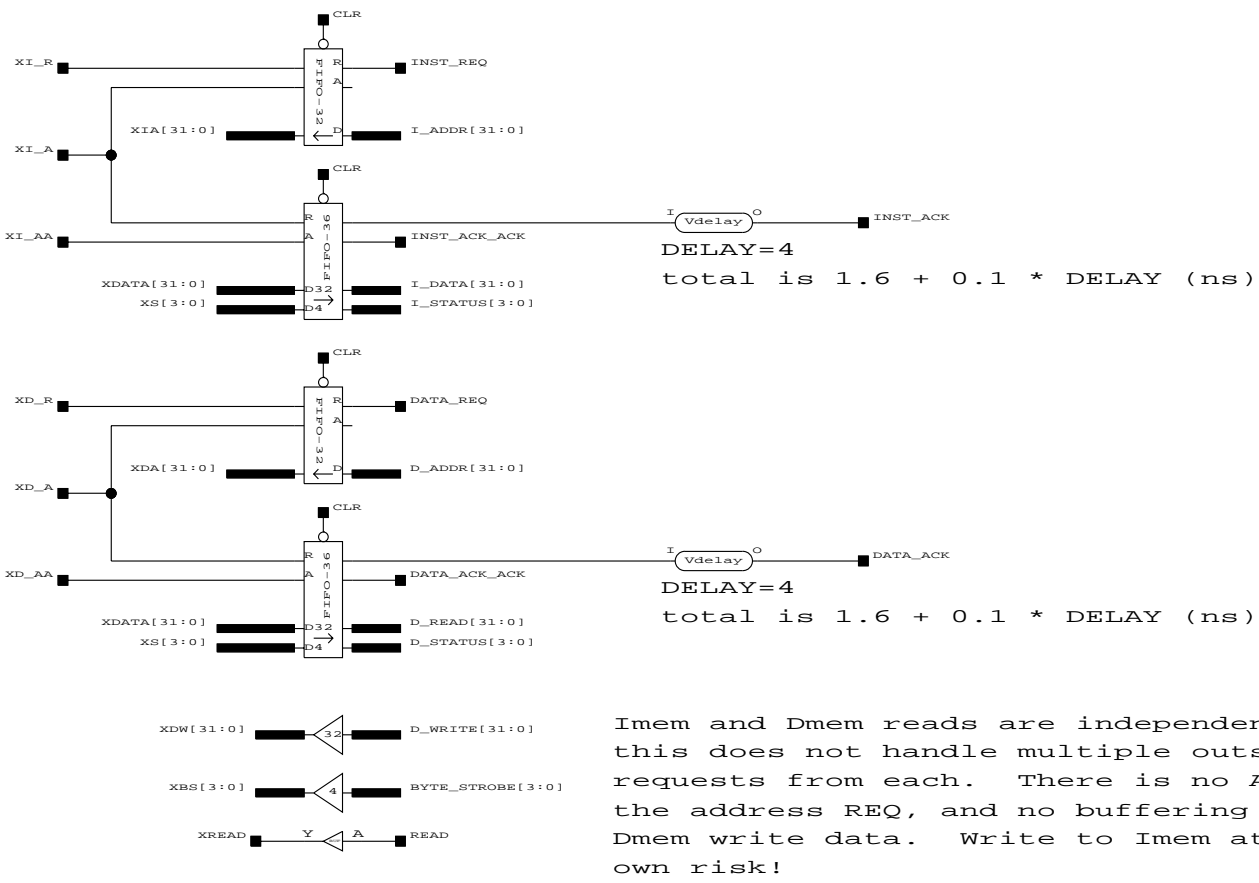 CLR
XI_R
FIFO-32
R
INST_REQ
A
XIA[31:0]
D
I_ADDR[31:0]
XI_A
CLR
R
FIFO-36
I
Vdelay
O
INST_ACK
XI_AA
A
INST_ACK_ACK
DELAY=4
total is 1.6 + 0.1 * DELAY (ns)
XDATA[31:0]
D32
I_DATA[31:0]
XS[3:0]
D4
I_STATUS[3:0]
CLR
XD_R
FIFO-32
R
DATA_REQ
A
XDA[31:0]
D
D_ADDR[31:0]
XD_A
CLR
R
FIFO-36
I
Vdelay
O
DATA_ACK
XD_AA
A
DATA_ACK_ACK
DELAY=4
total is 1.6 + 0.1 * DELAY (ns)
XDATA[31:0]
D32
D_READ[31:0]
XS[3:0]
D4
D_STATUS[3:0]
XDW[31:0]
32
D_WRITE[31:0]
XBS[3:0]
4
BYTE_STROBE[3:0]
XREAD
Y
A
READ
Imem and Dmem reads are independen
this does not handle multiple outs
requests from each. There is no A
the address REQ, and no buffering
Dmem write data. Write to Imem at
own risk!